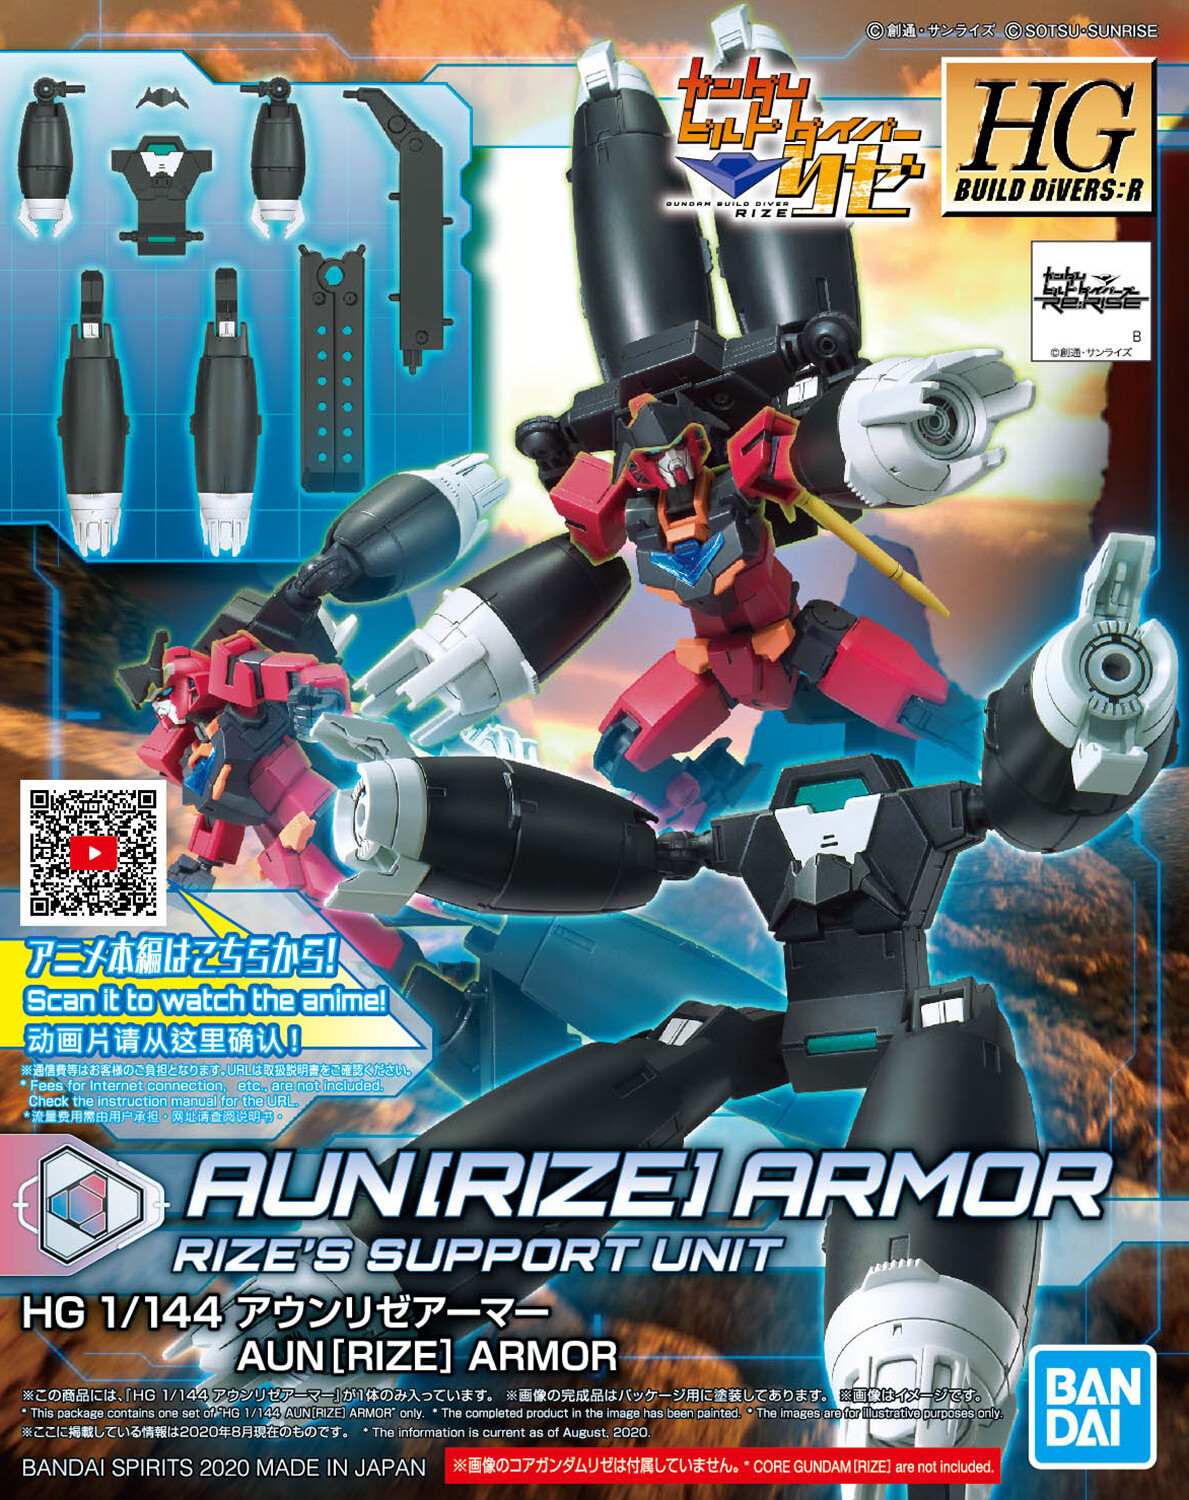 ©創通・サンライズ ©SOTSU・SUNRISE
ガンダム
ビルドダイバー
リゼ
GUNDAM BUILD DIVER
RIZE
HG
BUILD DiVERS:R
ガンダム
ビルドダイバーズ
Re:RISE
B
©創通・サンライズ
アニメ本編はこちらから!
Scan it to watch the anime!
动画片请从这里确认!
※通信費等はお客様のご負担となります。URLは取扱説明書をご確認ください。
* Fees for Internet connection, etc., are not included.
Check the instruction manual for the URL.
*流量费用需由用户承担・网址请查阅说明书・
AUN[RIZE] ARMOR
RIZE'S SUPPORT UNIT
HG 1/144 アウンリゼアーマー
AUN[RIZE] ARMOR
※この商品には、「HG 1/144 アウンリゼアーマー」が1体のみ入っています。 ※画像の完成品はパッケージ用に塗装してあります。 ※画像はイメージです。
* This package contains one set of "HG 1/144 AUN[RIZE] ARMOR" only. * The completed product in the image has been painted. * The images are for illustrative purposes only.
※ここに掲載している情報は2020年8月現在のものです。 * The information is current as of August, 2020.
BANDAI SPIRITS 2020 MADE IN JAPAN
※画像のコアガンダムリゼは付属していません。* CORE GUNDAM[RIZE] are not included.
BAN
DAI